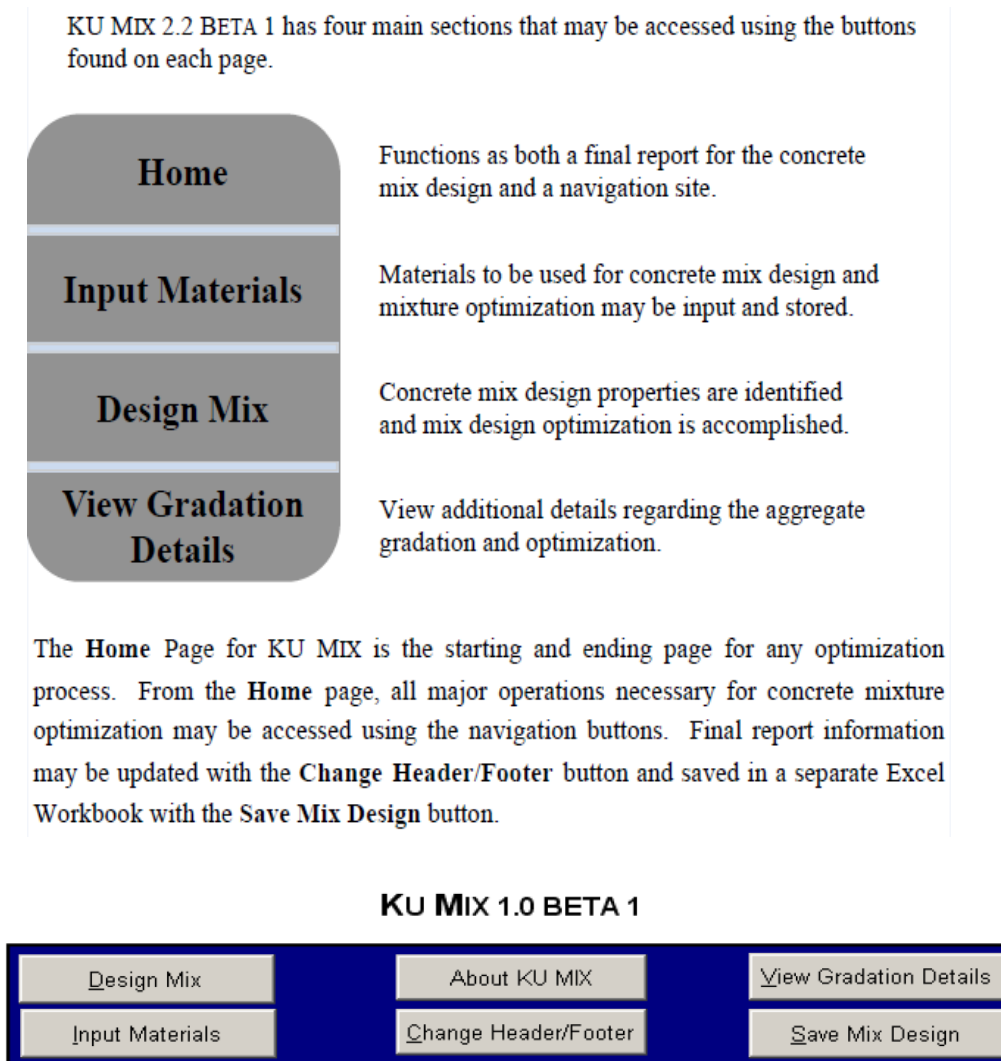 KU MIX 2.2 BETA 1 has four main sections that may be accessed using the buttons
found on each page.
Home
Functions as both a final report for the concrete
mix design and a navigation site.
Input Materials
Materials to be used for concrete mix design and
mixture optimization may be input and stored.
Design Mix
Concrete mix design properties are identified
and mix design optimization is accomplished.
View Gradation
Details
View additional details regarding the aggregate
gradation and optimization.
The Home Page for KU MIX is the starting and ending page for any optimization
process. From the Home page, all major operations necessary for concrete mixture
optimization may be accessed using the navigation buttons. Final report information
may be updated with the Change Header/Footer button and saved in a separate Excel
Workbook with the Save Mix Design button.
KU MIX 1.0 BETA 1
Design Mix
About KU MIX
View Gradation Details
Input Materials
Change Header/Footer
Save Mix Design